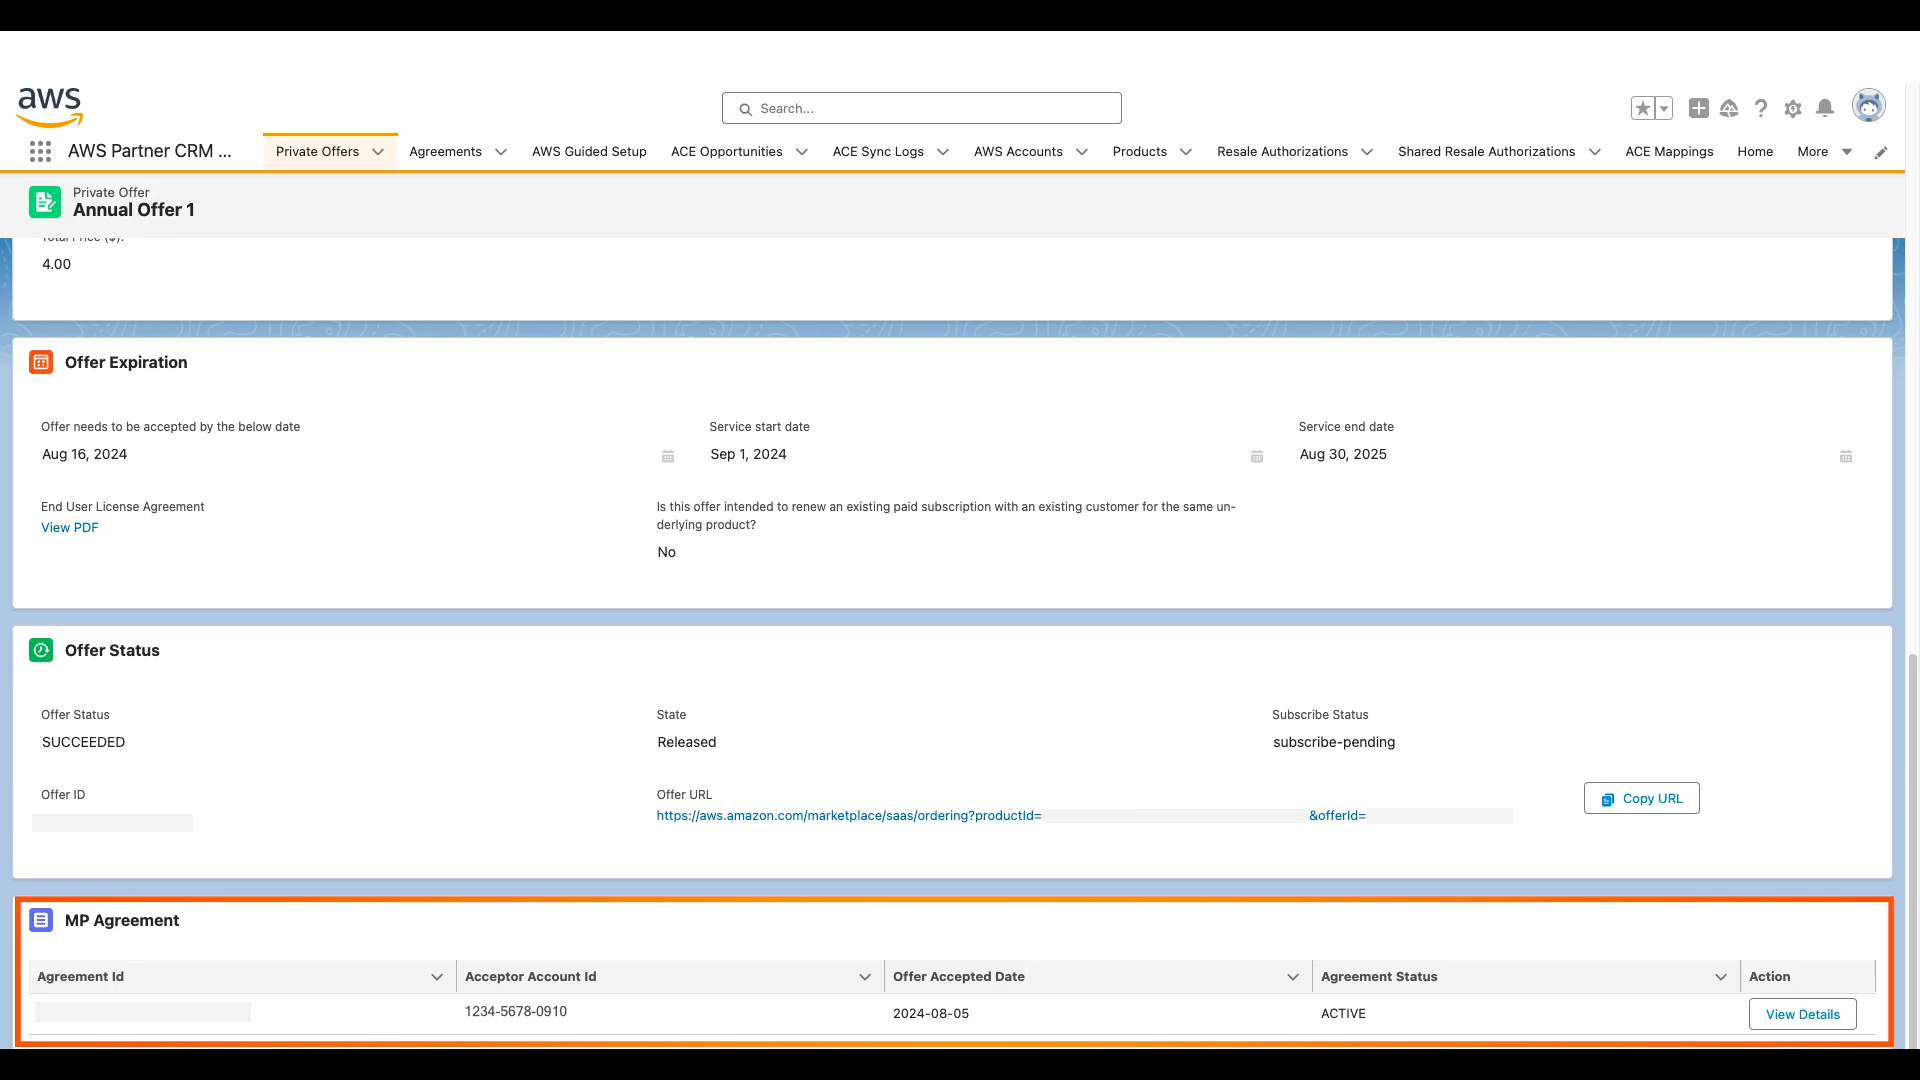 aws
Search...
AWS Partner CRM ...
Private Offers
Agreements
AWS Guided Setup
ACE Opportunities
ACE Sync Logs
AWS Accounts
Products
Resale Authorizations
Shared Resale Authorizations
ACE Mappings
Home
More
Private Offer
Annual Offer 1
Total Price ($):
4.00
Offer Expiration
Offer needs to be accepted by the below date
Service start date
Service end date
Aug 16, 2024
Sep 1, 2024
Aug 30, 2025
End User License Agreement
View PDF
Is this offer intended to renew an existing paid subscription with an existing customer for the same un-
derlying product?
No
Offer Status
Offer Status
State
Subscribe Status
SUCCEEDED
Released
subscribe-pending
Offer ID
Offer URL
https://aws.amazon.com/marketplace/saas/ordering?productId= &offerId=
Copy URL
MP Agreement
Agreement Id
Acceptor Account Id
Offer Accepted Date
Agreement Status
Action
1234-5678-0910
2024-08-05
ACTIVE
View Details